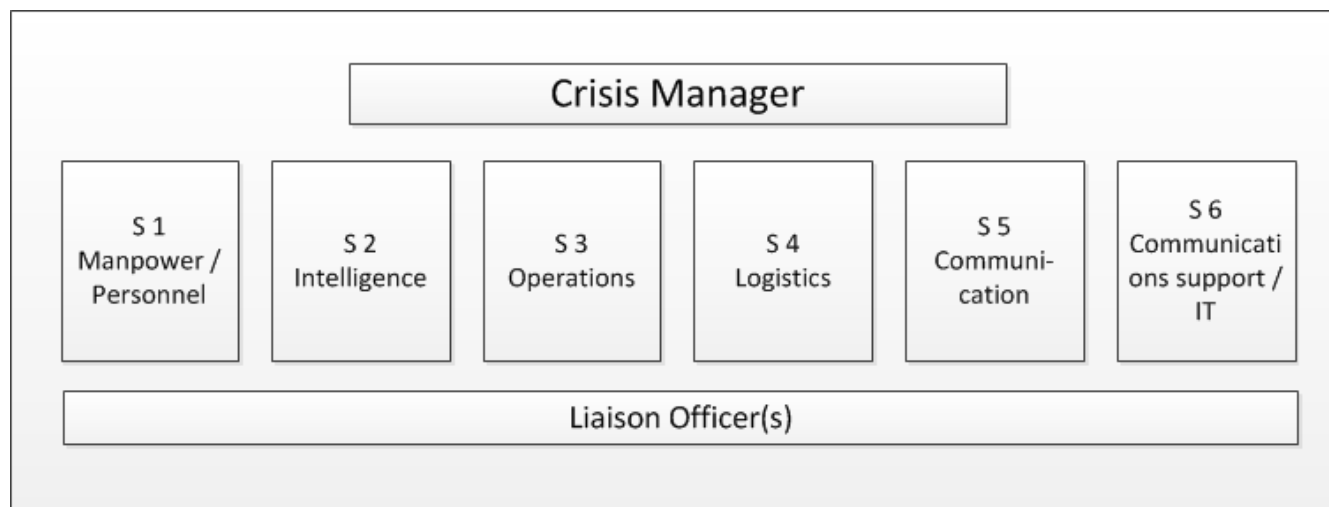 Crisis Manager
S 1
Manpower /
Personnel
S 2
Intelligence
S 3
Operations
S 4
Logistics
S 5
Communi-
cation
S 6
Communicati
ons support /
IT
Liaison Officer(s)